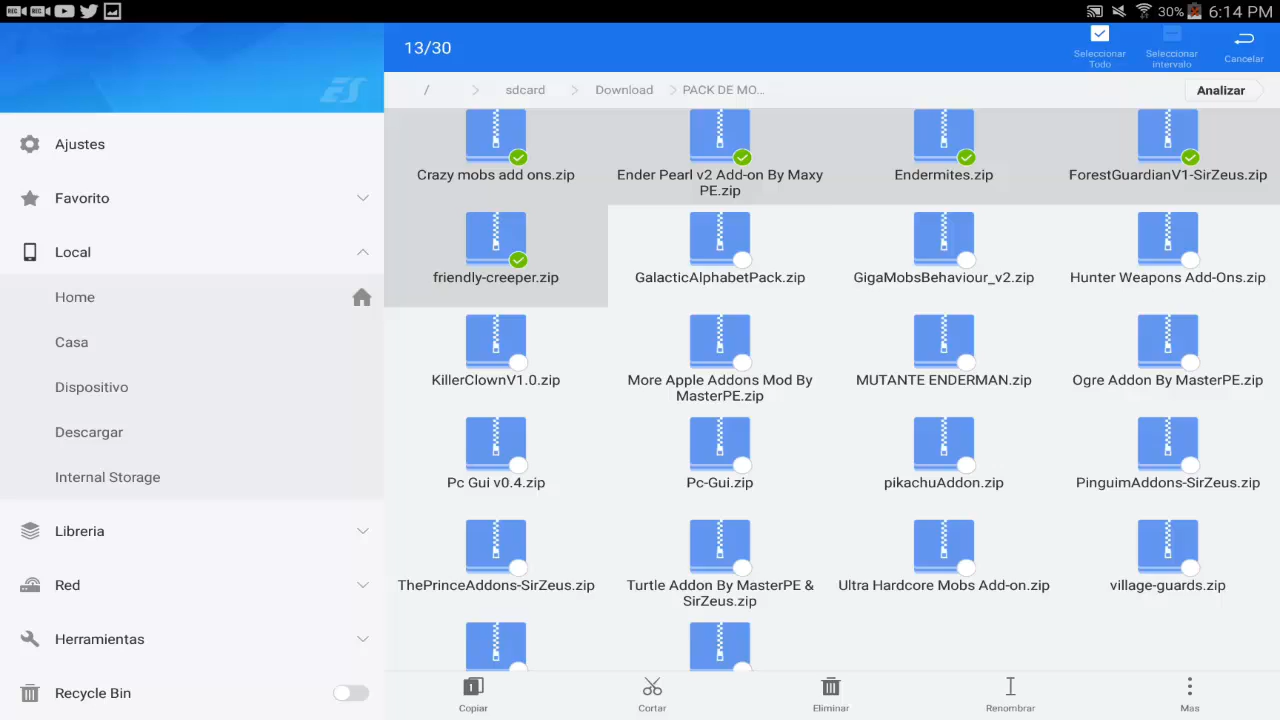 REC REC 30% 6:14 PM
ES
Ajustes
Favorito
Local
Home
Casa
Dispositivo
Descargar
Internal Storage
Libreria
Red
Herramientas
Recycle Bin
13/30
Seleccionar
Todo
Seleccionar
intervalo
Cancelar
/ sdcard Download PACK DE MO...
Analizar
Crazy mobs add ons.zip
Ender Pearl v2 Add-on By Maxy
PE.zip
Endermites.zip
ForestGuardianV1-SirZeus.zip
friendly-creeper.zip
GalacticAlphabetPack.zip
GigaMobsBehaviour_v2.zip
Hunter Weapons Add-Ons.zip
KillerClownV1.0.zip
More Apple Addons Mod By
MasterPE.zip
MUTANTE ENDERMAN.zip
Ogre Addon By MasterPE.zip
Pc Gui v0.4.zip
Pc-Gui.zip
pikachuAddon.zip
PinguimAddons-SirZeus.zip
ThePrinceAddons-SirZeus.zip
Turtle Addon By MasterPE &
SirZeus.zip
Ultra Hardcore Mobs Add-on.zip
village-guards.zip
1
Copiar
Cortar
Eliminar
Renombrar
Mas